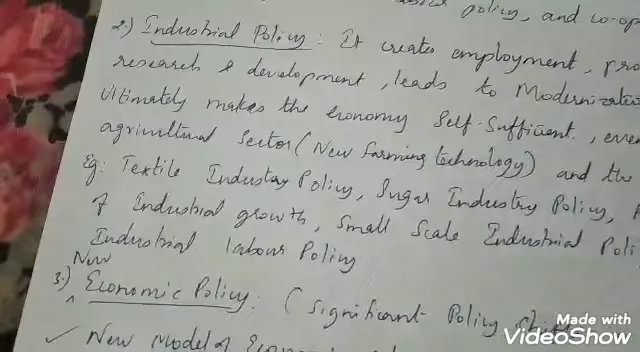 policy, and co-op
2.) Industrial Policy : It creates employment, pro
research & development, leads to Modernizatio
Ultimately makes the economy Self-Sufficient, even
agricultural Sector (New farming technology) and the
Eg: Textile Industry Policy, Sugar Industry Policy,
of Industrial growth, Small Scale Industrial Poli
Industrial labour Policy
New
3.) ^ Economic Policy : (Significant Policy
✓ New Model of
Made with
VideoShow